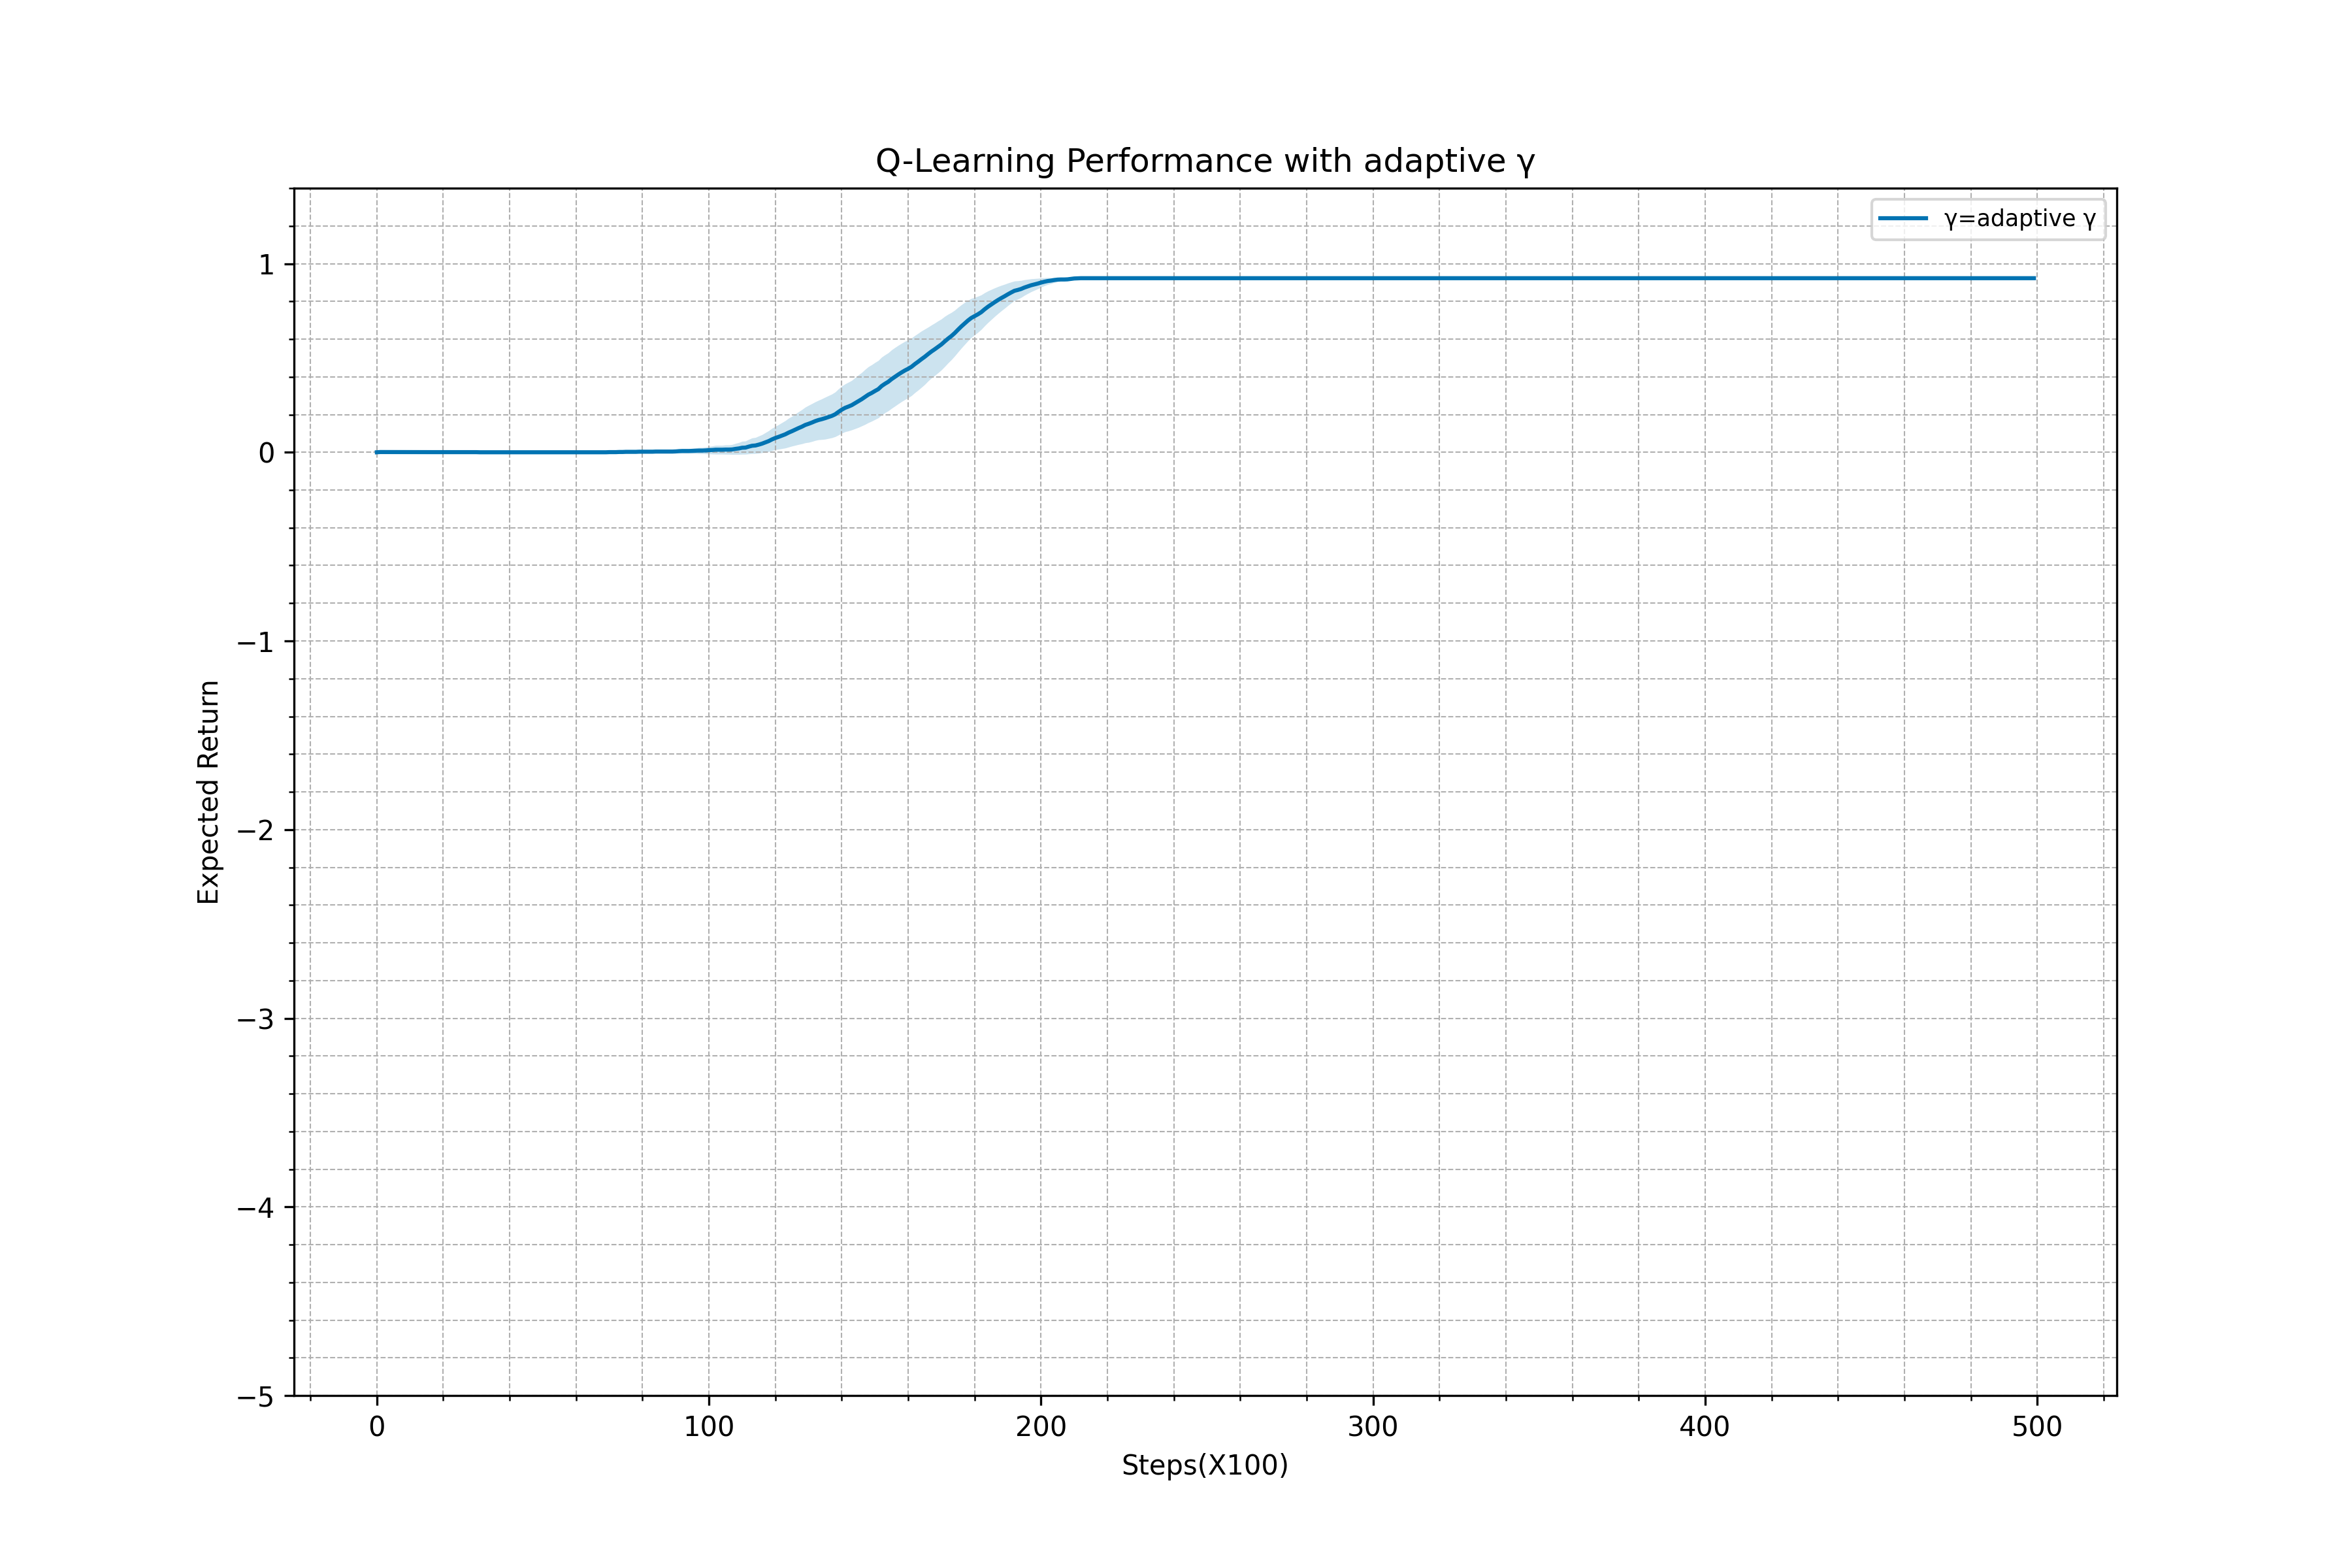 Q-Learning Performance with adaptive γ
γ=adaptive γ
1
0
−1
−2
−3
−4
−5
Expected Return
0 100 200 300 400 500
Steps(X100)